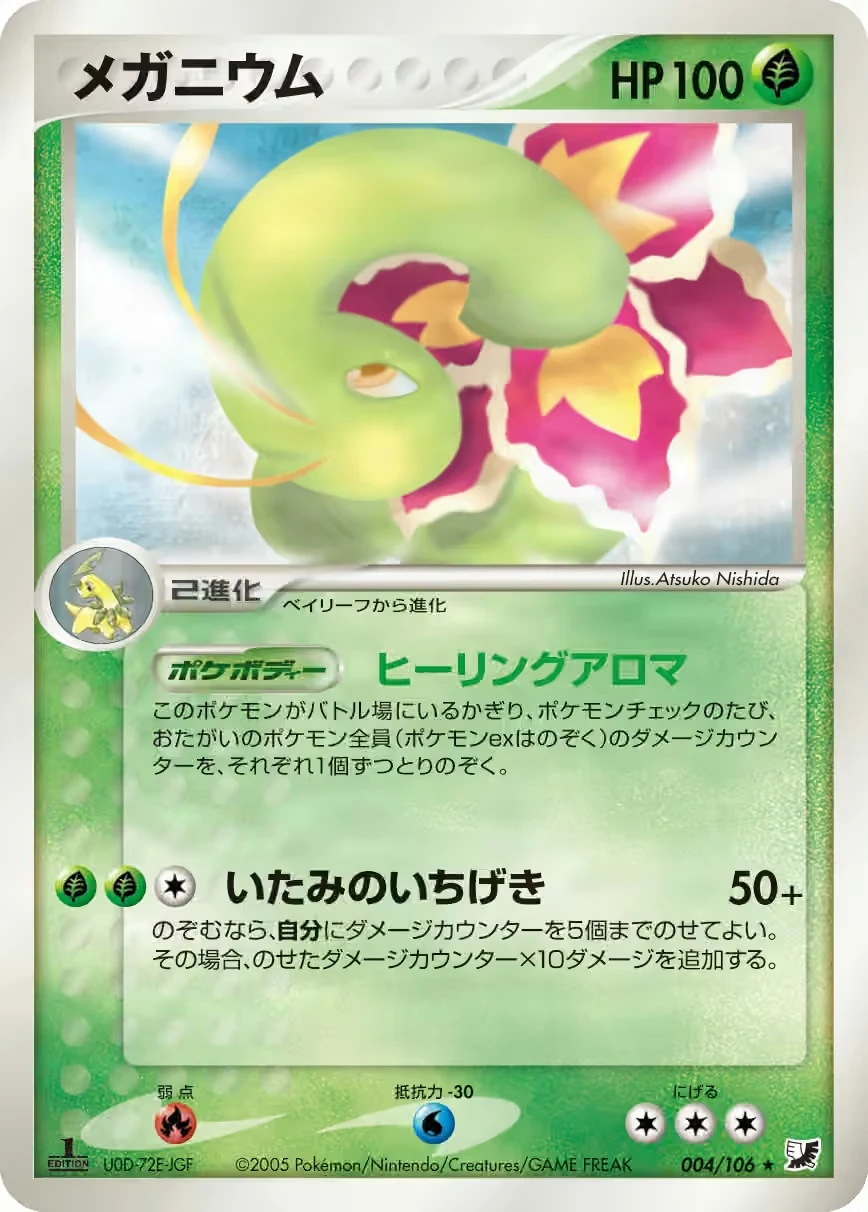 メガニウム HP100
Illus.Atsuko Nishida
2進化
ベイリーフから進化
ポケボディー ヒーリングアロマ
このポケモンがバトル場にいるかぎり、ポケモンチェックのたび、
おたがいのポケモン全員(ポケモンexはのぞく)のダメージカウン
ターを、それぞれ1個ずつとりのぞく。
いたみのいちげき 50+
のぞむなら、自分にダメージカウンターを5個までのせてよい。
その場合、のせたダメージカウンター×10ダメージを追加する。
弱点 抵抗力 -30 にげる
1 EDITION U0D-72E-JGF ©2005 Pokémon/Nintendo/Creatures/GAME FREAK 004/106 ★